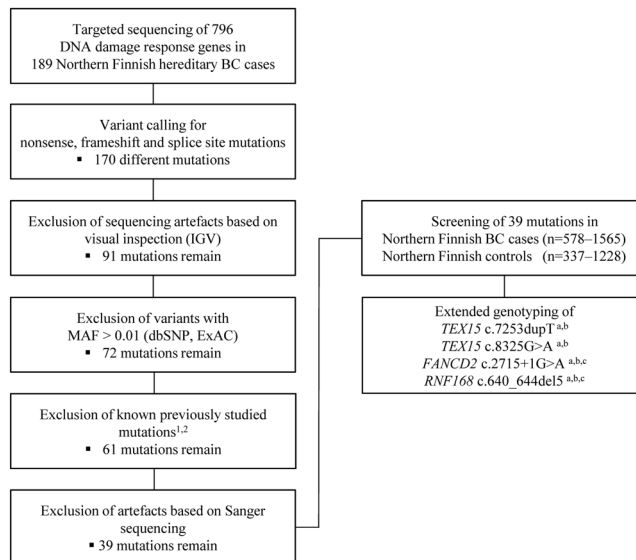 Targeted sequencing of 796
DNA damage response genes in
189 Northern Finnish hereditary BC cases
Variant calling for
nonsense, frameshift and splice site mutations
▪ 170 different mutations
Exclusion of sequencing artefacts based on
visual inspection (IGV)
▪ 91 mutations remain
Exclusion of variants with
MAF > 0.01 (dbSNP, ExAC)
▪ 72 mutations remain
Exclusion of known previously studied
mutations1,2
▪ 61 mutations remain
Exclusion of artefacts based on Sanger
sequencing
▪ 39 mutations remain
Screening of 39 mutations in
Northern Finnish BC cases (n=578–1565)
Northern Finnish controls (n=337–1228)
Extended genotyping of
TEX15 c.7253dupT a,b
TEX15 c.8325G>A a,b
FANCD2 c.2715+1G>A a,b,c
RNF168 c.640_644del5 a,b,c